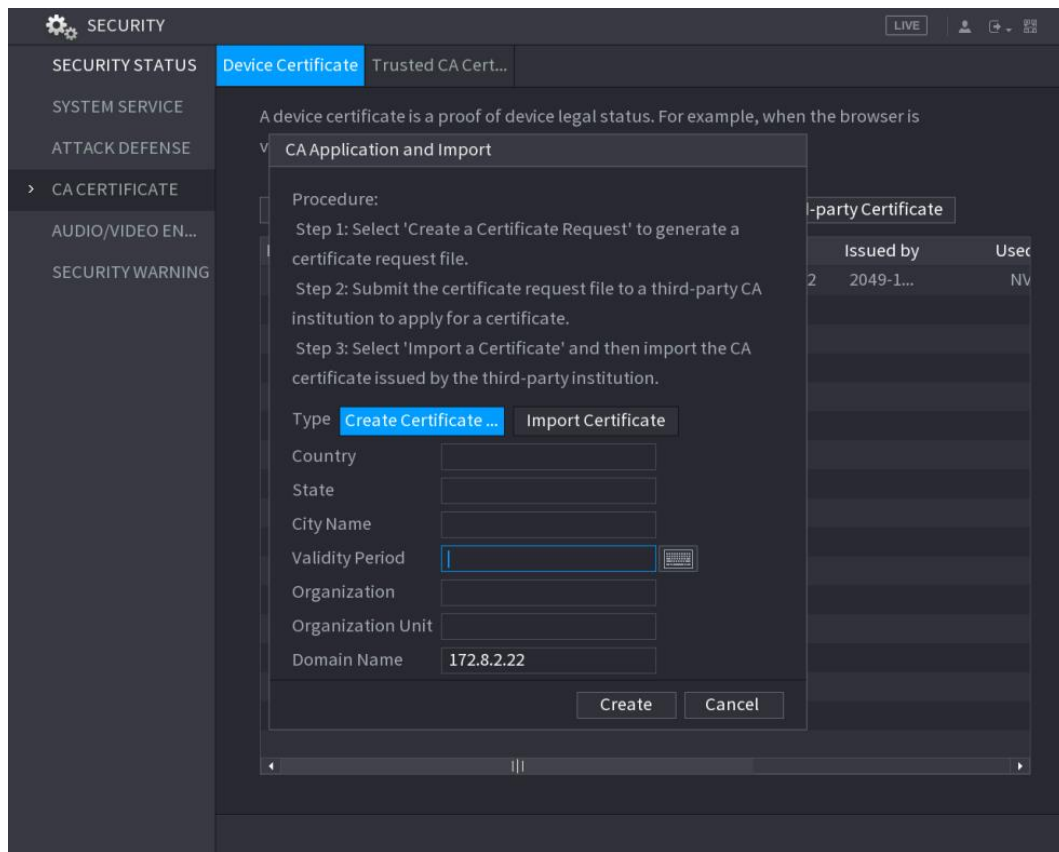 SECURITY
LIVE
SECURITY STATUS
SYSTEM SERVICE
ATTACK DEFENSE
› CA CERTIFICATE
AUDIO/VIDEO EN...
SECURITY WARNING
Device Certificate
Trusted CA Cert...
A device certificate is a proof of device legal status. For example, when the browser is
CA Application and Import
-party Certificate
Issued by
2049-1...
NV
Procedure:
Step 1: Select 'Create a Certificate Request' to generate a
certificate request file.
Step 2: Submit the certificate request file to a third-party CA
institution to apply for a certificate.
Step 3: Select 'Import a Certificate' and then import the CA
certificate issued by the third-party institution.
Type Create Certificate ... Import Certificate
Country
State
City Name
Validity Period
Organization
Organization Unit
Domain Name 172.8.2.22
Create Cancel